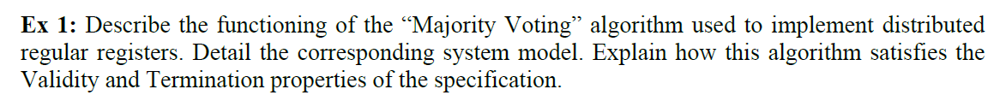 Ex 1: Describe the functioning of the “Majority Voting” algorithm used to implement distributed
regular registers. Detail the corresponding system model. Explain how this algorithm satisfies the
Validity and Termination properties of the specification.